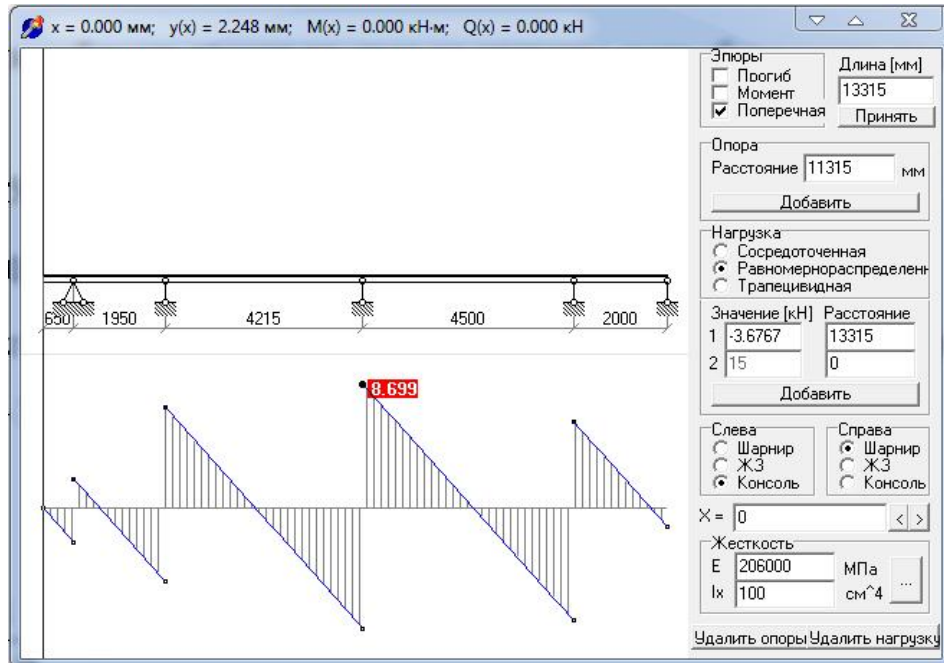 x = 0.000 мм; y(x) = 2.248 мм; M(x) = 0.000 кН·м; Q(x) = 0.000 кН
Эпюры
Прогиб
Момент
Поперечная
Длина [мм]
13315
Принять
Опора
Расстояние 11315 мм
Добавить
Нагрузка
Сосредоточенная
Равномернораспределенн
Трапецивидная
Значение [кН] Расстояние
1 -3.6767 13315
2 15 0
Добавить
Слева
Шарнир
ЖЗ
Консоль
Справа
Шарнир
ЖЗ
Консоль
X = 0 < >
Жесткость
E 206000 МПа
Ix 100 см^4 ...
Удалить опоры Удалить нагрузку
650 1950 4215 4500 2000
8.699